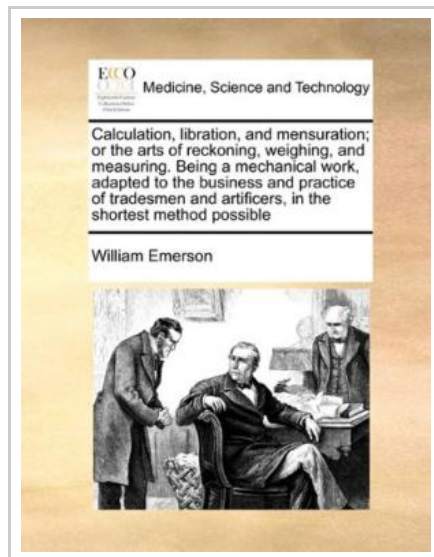 ECCO
Medicine, Science and Technology
Calculation, libration, and mensuration;
or the arts of reckoning, weighing, and
measuring. Being a mechanical work,
adapted to the business and practice
of tradesmen and artificers, in the
shortest method possible
William Emerson